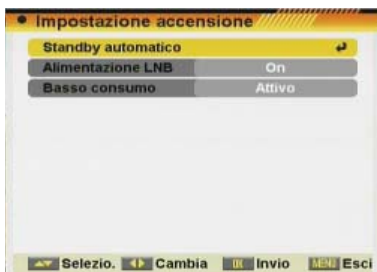 Impostazione accensione
Standby automatico
Alimentazione LNB On
Basso consumo Attivo
Selezio. Cambia OK Invio MENU Esci